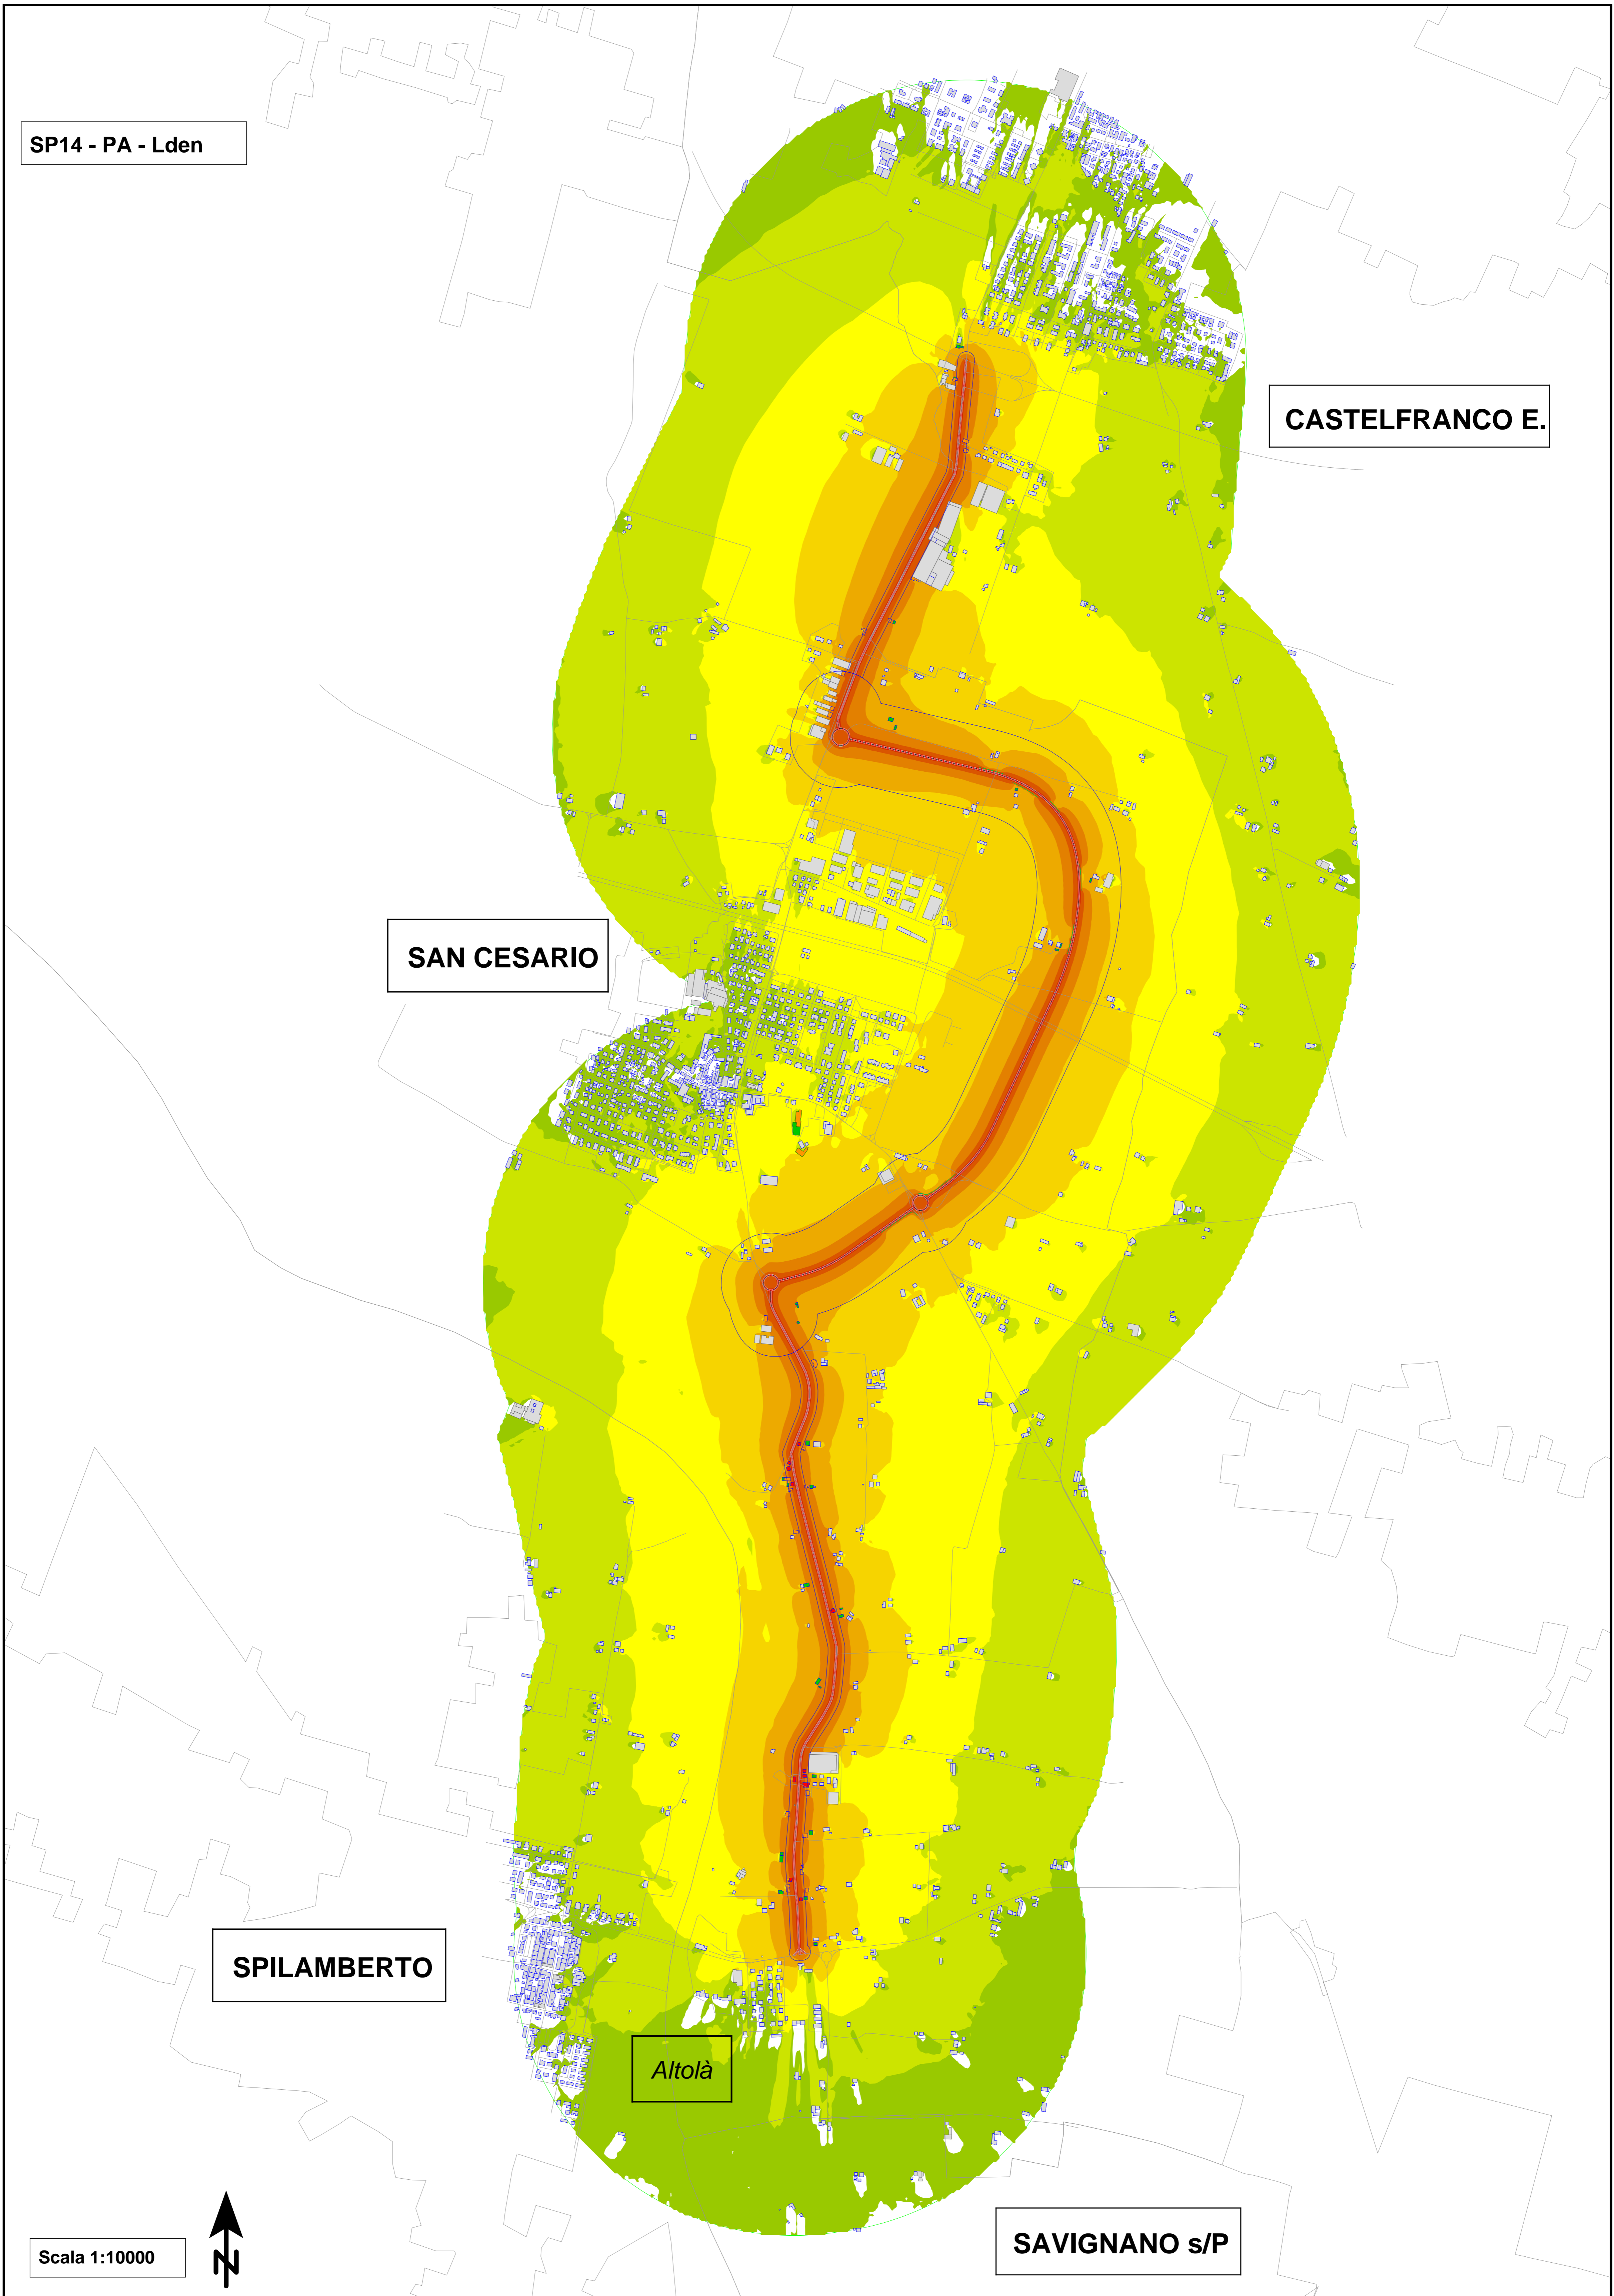 SP14 - PA - Lden
CASTELFRANCO E.
SAN CESARIO
SPILAMBERTO
Altolà
SAVIGNANO s/P
Scala 1:10000
N